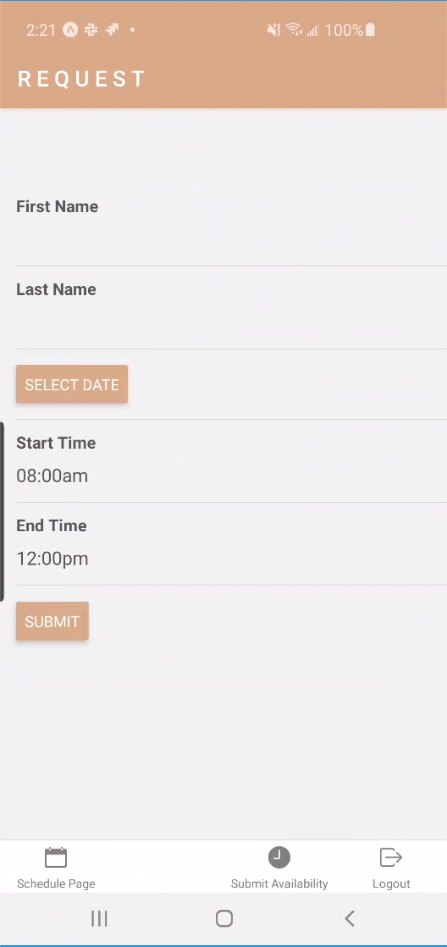 2:21 100%
REQUEST
First Name
Last Name
SELECT DATE
Start Time
08:00am
End Time
12:00pm
SUBMIT
Schedule Page Submit Availability Logout